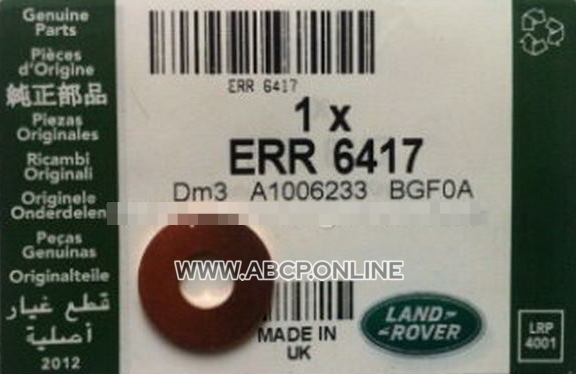 Genuine
Parts
Pièces
d'Origine
純正部品
Piezas
Originales
Ricambi
Originali
Originele
Onderdelen
Peças
Genuinas
Originalteile
قطع غيار
أصلية
2012
ERR 6417
1 x
ERR 6417
Dm3 A1006233 BGF0A
WWW.ABCP.ONLINE
MADE IN
UK
LAND
ROVER
LRP
4001